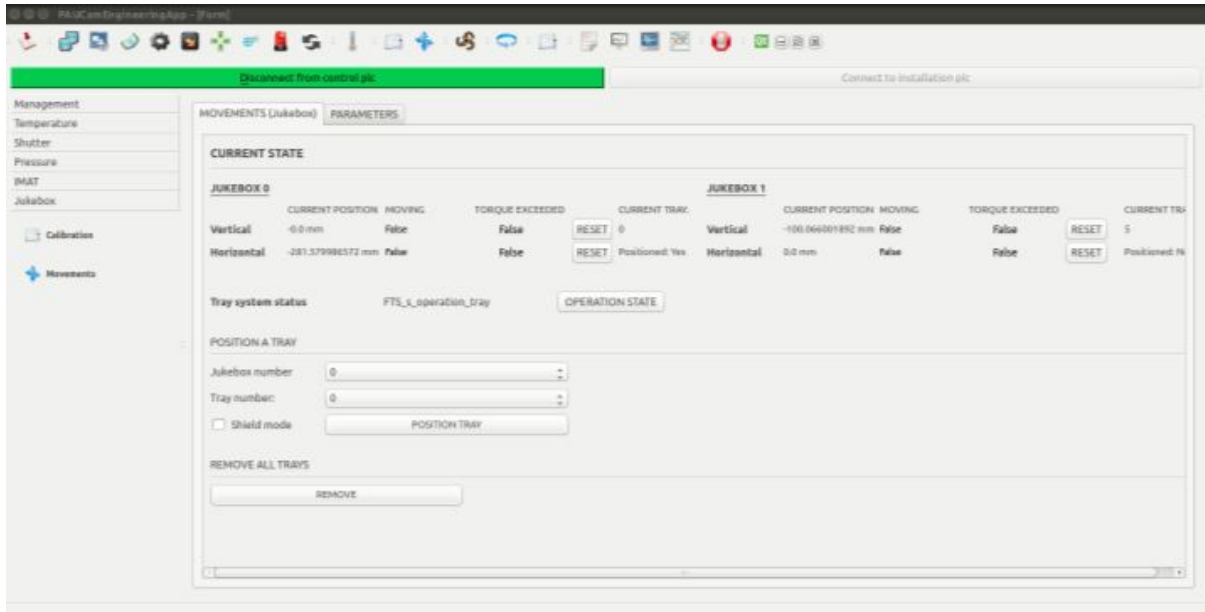 PAUCamEngineeringApp - [Form]
Disconnect from control plc
Connect to installation plc
Management
Temperature
Shutter
Pressure
IMAT
Jukebox
Calibration
Movements
MOVEMENTS (Jukebox) PARAMETERS
CURRENT STATE
JUKEBOX 0
CURRENT POSITION MOVING TORQUE EXCEEDED CURRENT TRAY.
Vertical -0.0 mm False False RESET 0
Horizontal -281.579986572 mm False False RESET Positioned: Yes
JUKEBOX 1
CURRENT POSITION MOVING TORQUE EXCEEDED CURRENT TRA
Vertical -100.066001892 mm False False RESET 5
Horizontal 0.0 mm False False RESET Positioned: N
Tray system status FTS_s_operation_tray OPERATION STATE
POSITION A TRAY
Jukebox number 0
Tray number: 0
Shield mode POSITION TRAY
REMOVE ALL TRAYS
REMOVE